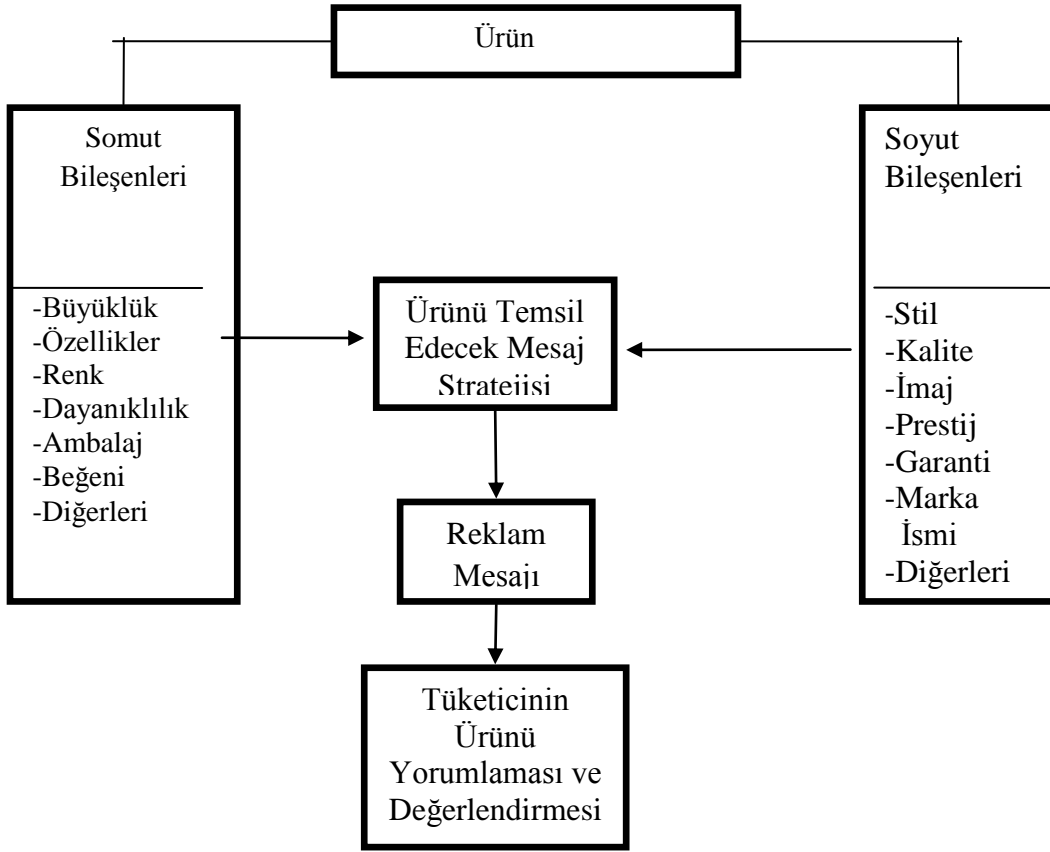 Ürün
Somut
Bileşenleri
-Büyüklük
-Özellikler
-Renk
-Dayanıklılık
-Ambalaj
-Beğeni
-Diğerleri
Ürünü Temsil
Edecek Mesaj
Stratejisi
Reklam
Mesajı
Tüketicinin
Ürünü
Yorumlaması ve
Değerlendirmesi
Soyut
Bileşenleri
-Stil
-Kalite
-İmaj
-Prestij
-Garanti
-Marka
İsmi
-Diğerleri